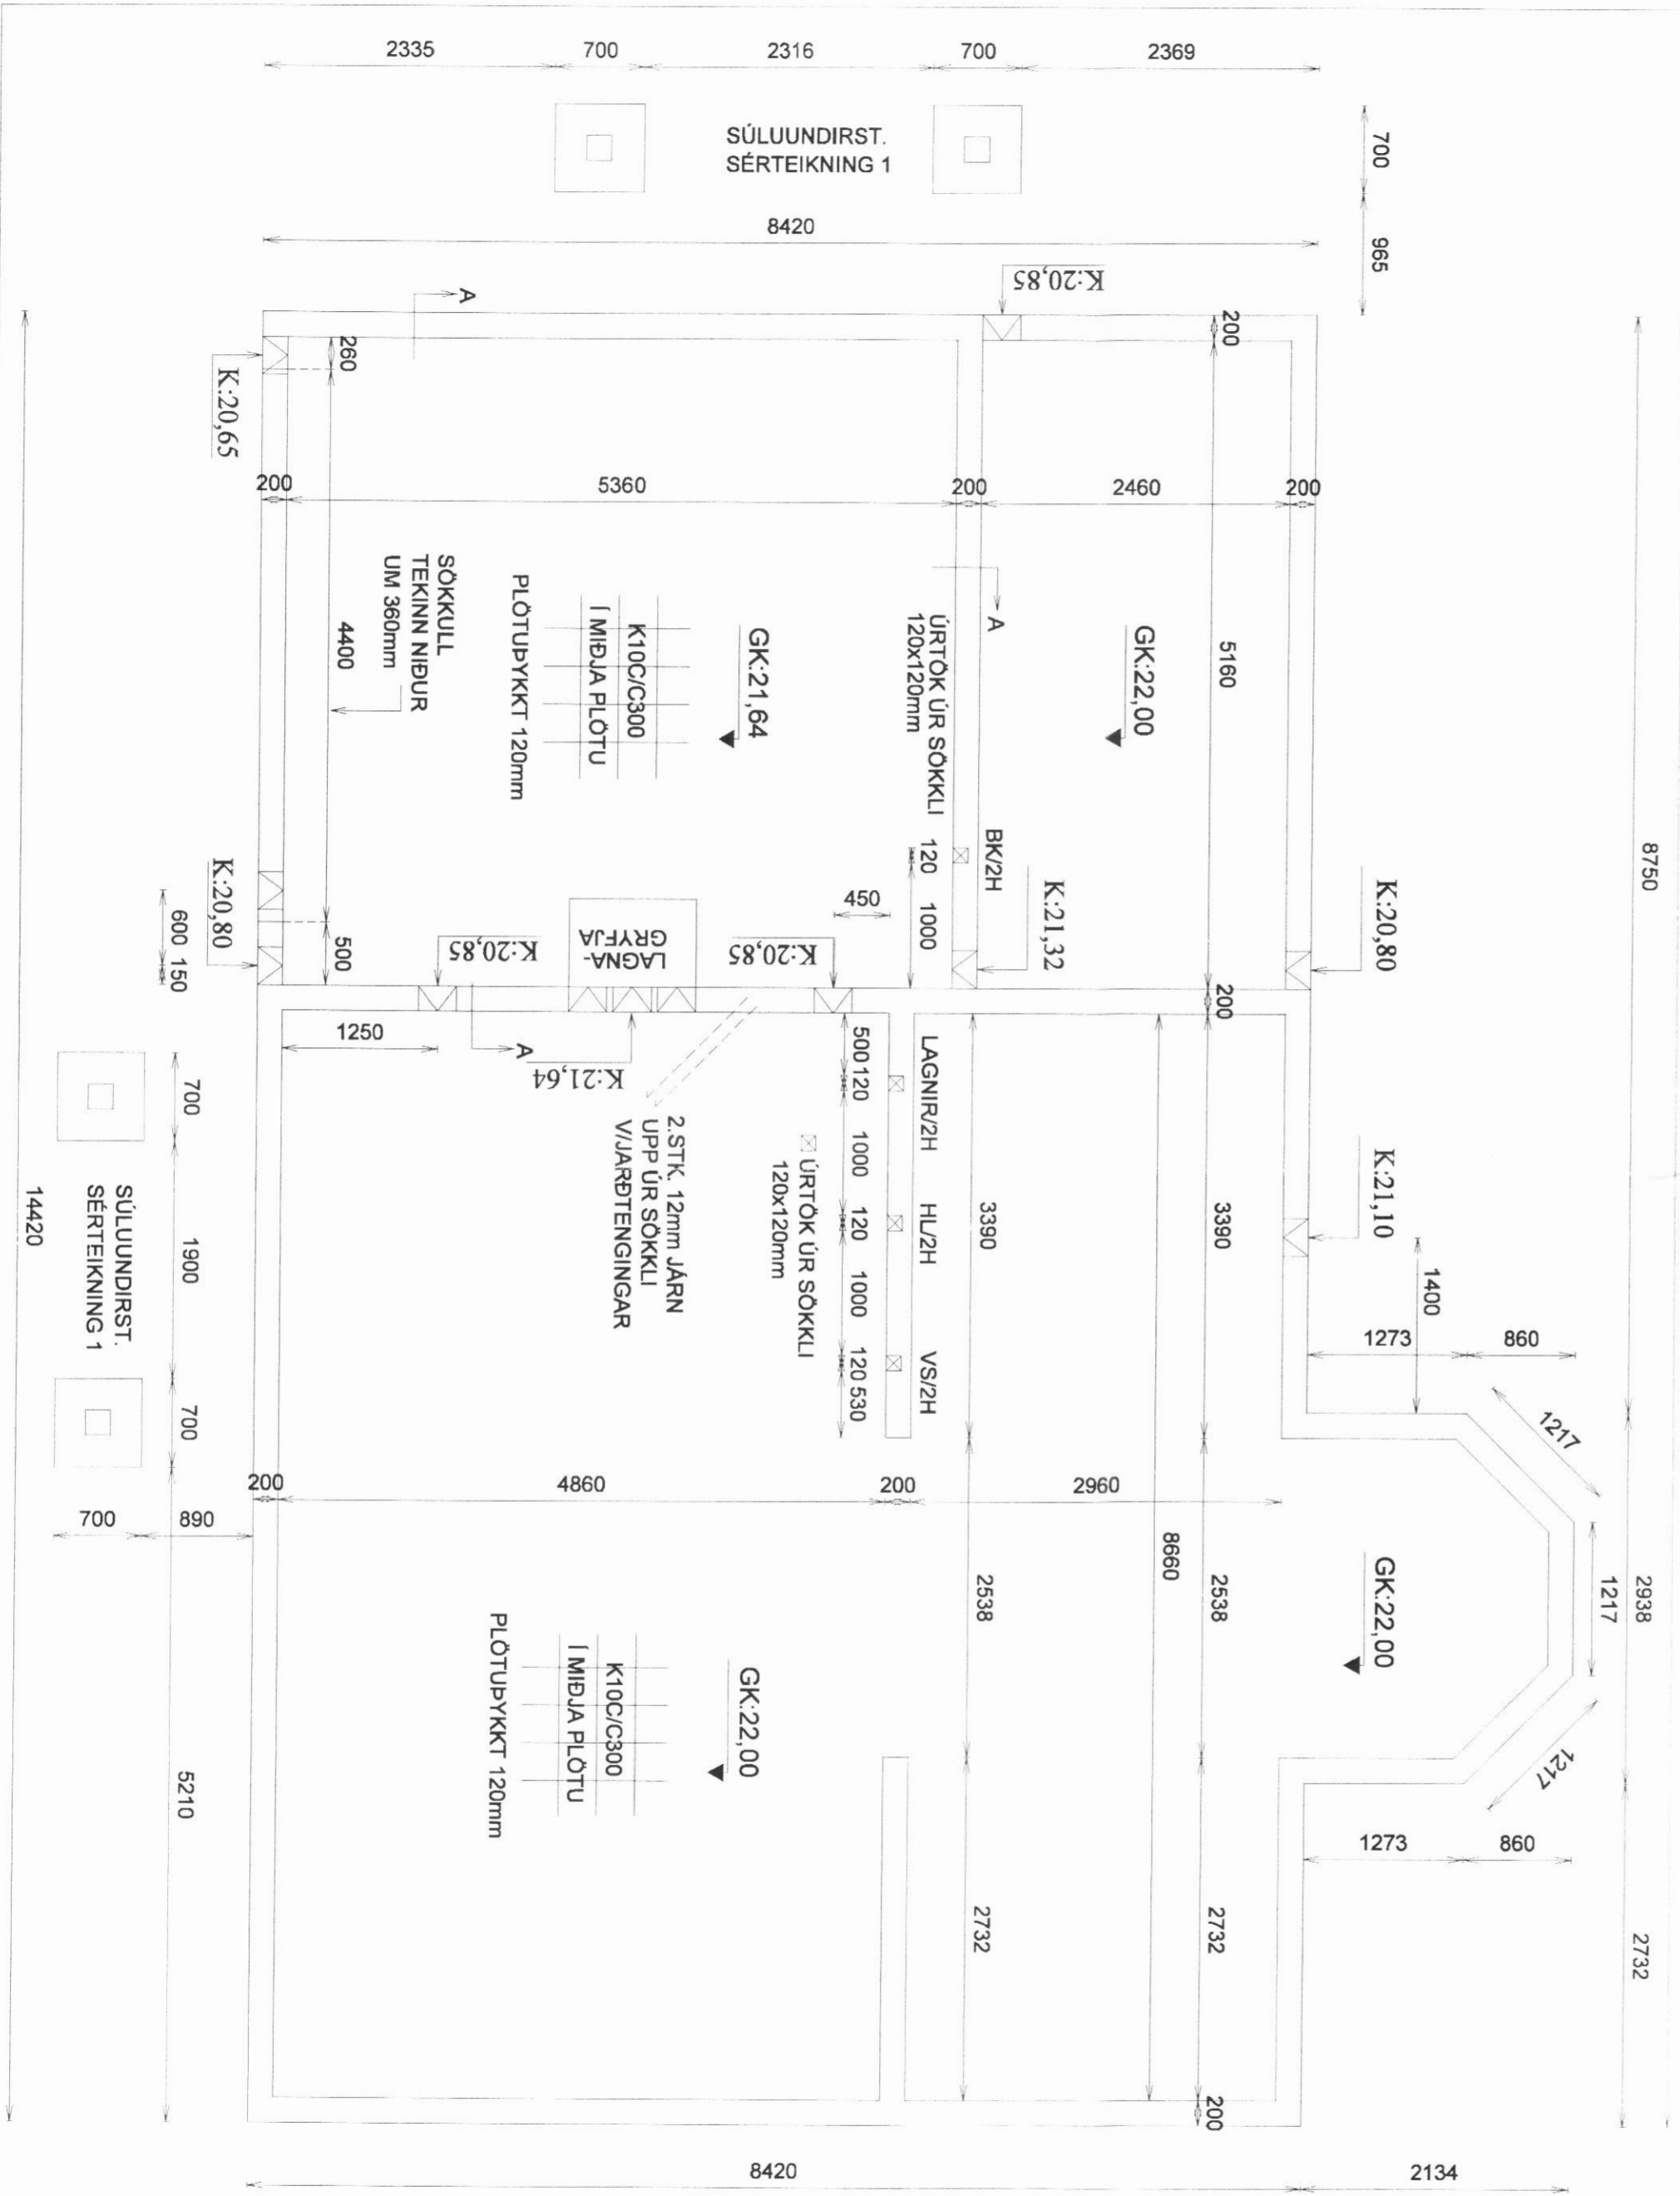 2335
700
2316
700
2369
SÚLUUNDIRST.
SÉRTEIKNING 1
700
965
8420
K:20,85
A
200
260
K:20,65
200
5360
200
2460
200
8750
SÖKKULL
TEKINN NIÐUR
UM 360mm
4400
PLÖTUÞYKKT 120mm
K10C/C300
Í MIÐJA PLÖTU
GK:21,64
A
ÚRTÖK ÚR SÖKKLI
120x120mm
GK:22,00
5160
BK/2H
120
1000
450
K:21,32
K:20,80
K:20,80
600
150
500
K:20,85
LAGNA-
GRYFJA
K:20,85
200
1250
A
K:21,64
2.STK. 12mm JÁRN
UPP ÚR SÖKKLI
V/JARÐTENGINGAR
500
120
1000
120
1000
120
530
LAGNIR/2H
HL/2H
VS/2H
ÚRTÖK ÚR SÖKKLI
120x120mm
3390
3390
K:21,10
1400
1273
860
1217
700
1900
700
SÚLUUNDIRST.
SÉRTEIKNING 1
14420
700
890
200
4860
200
2960
2538
8660
2538
GK:22,00
1217
2938
1217
PLÖTUÞYKKT 120mm
K10C/C300
Í MIÐJA PLÖTU
GK:22,00
5210
1273
860
2732
2732
2732
200
8420
2134